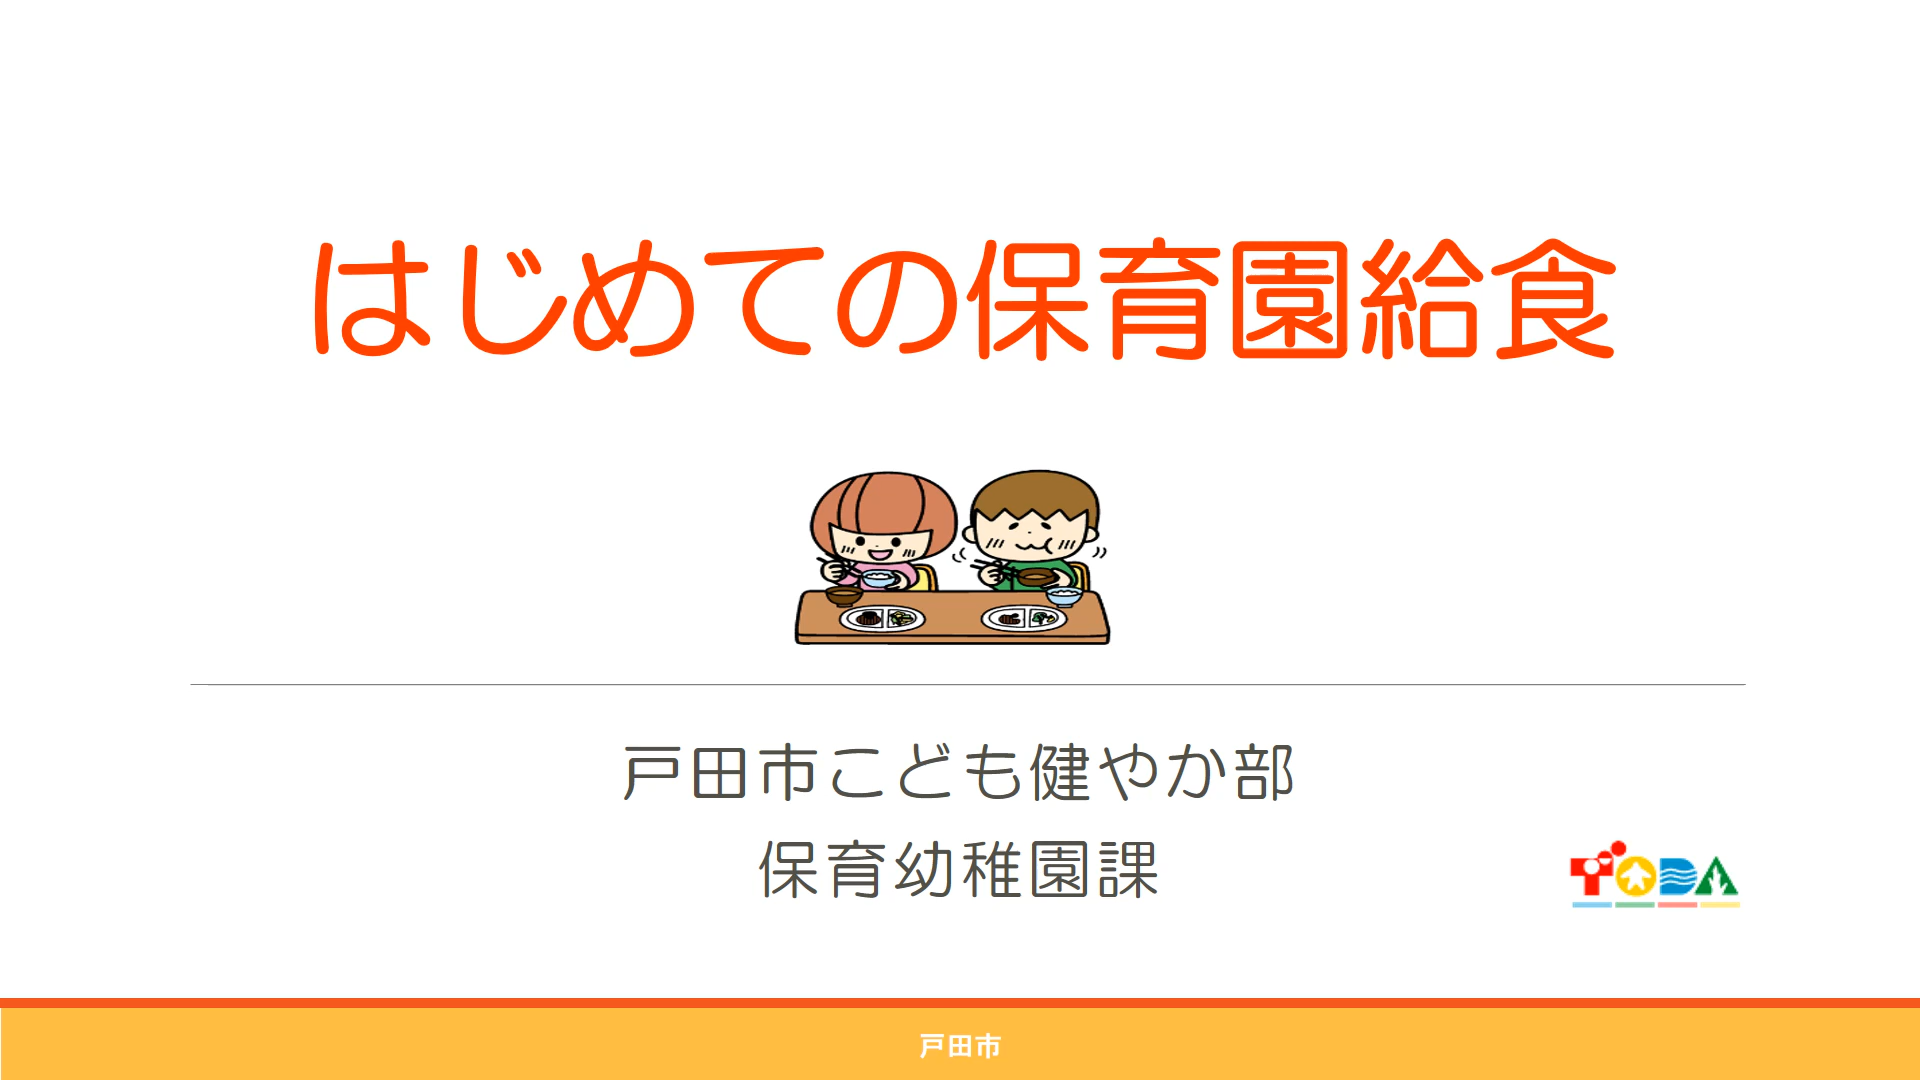 はじめての保育園給食
戸田市こども健やか部
保育幼稚園課
TODA
戸田市